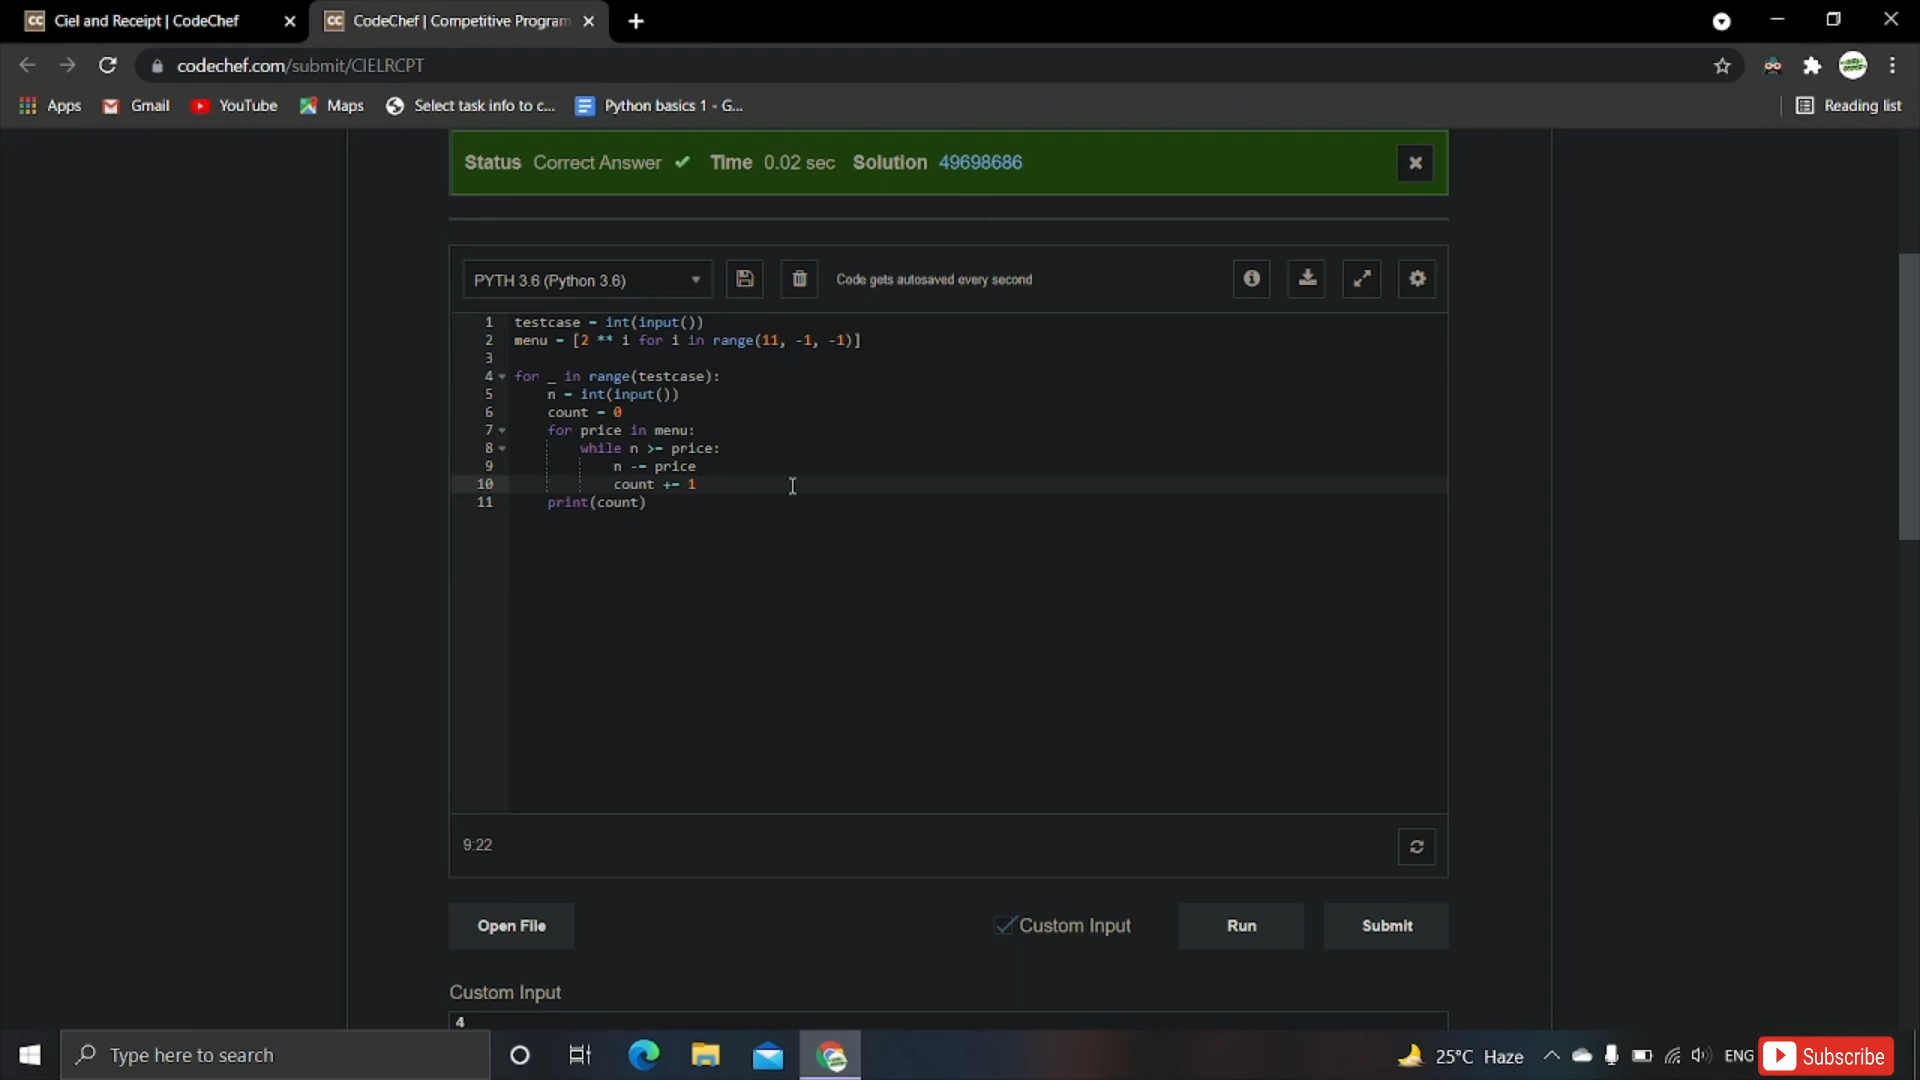 CC Ciel and Receipt | CodeChef
CC CodeChef | Competitive Program
codechef.com/submit/CIELRCPT
Apps Gmail YouTube Maps Select task info to c... Python basics 1 - G... Reading list
Status Correct Answer Time 0.02 sec Solution 49698686
PYTH 3.6 (Python 3.6) Code gets autosaved every second
1 testcase = int(input())
2 menu = [2 ** i for i in range(11, -1, -1)]
3
4 for _ in range(testcase):
5 n = int(input())
6 count = 0
7 for price in menu:
8 while n >= price:
9 n -= price
10 count += 1
11 print(count)
9:22
Open File Custom Input Run Submit
Custom Input
4
Type here to search 25°C Haze ENG Subscribe